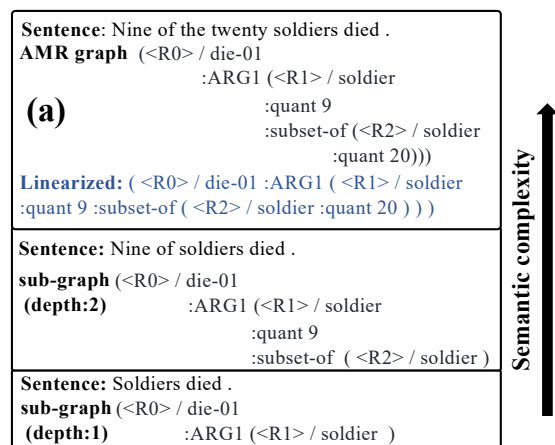 Sentence: Nine of the twenty soldiers died .
AMR graph (<R0> / die-01
:ARG1 (<R1> / soldier
(a)
:quant 9
:subset-of (<R2> / soldier
:quant 20)))
Linearized: ( <R0> / die-01 :ARG1 ( <R1> / soldier
:quant 9 :subset-of ( <R2> / soldier :quant 20 ) ) )
Sentence: Nine of soldiers died .
sub-graph (<R0> / die-01
(depth:2) :ARG1 (<R1> / soldier
:quant 9
:subset-of ( <R2> / soldier )
Sentence: Soldiers died .
sub-graph (<R0> / die-01
(depth:1) :ARG1 (<R1> / soldier )
Semantic complexity